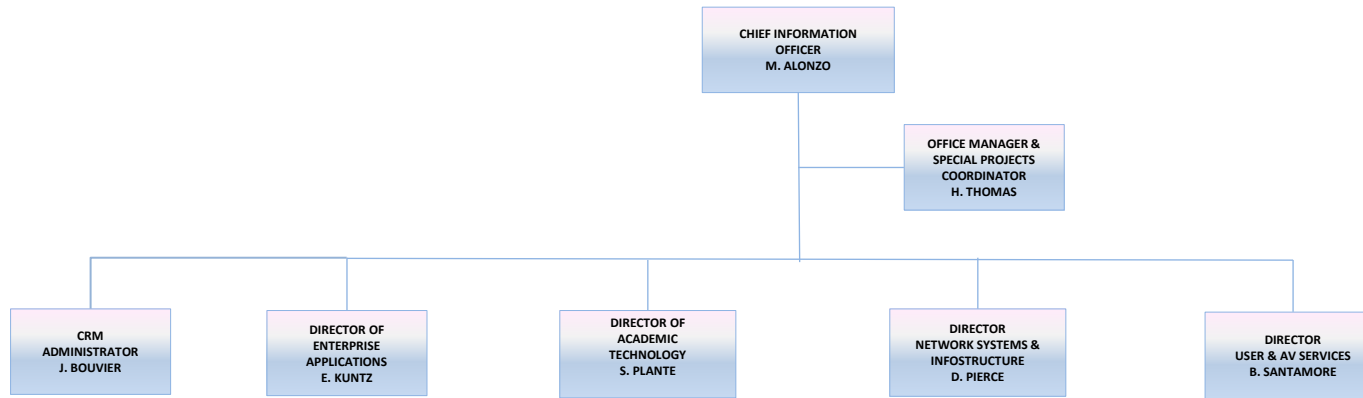 CHIEF INFORMATION
OFFICER
M. ALONZO
OFFICE MANAGER &
SPECIAL PROJECTS
COORDINATOR
H. THOMAS
CRM
ADMINISTRATOR
J. BOUVIER
DIRECTOR OF
ENTERPRISE
APPLICATIONS
E. KUNTZ
DIRECTOR OF
ACADEMIC
TECHNOLOGY
S. PLANTE
DIRECTOR
NETWORK SYSTEMS &
INFOSTRUCTURE
D. PIERCE
DIRECTOR
USER & AV SERVICES
B. SANTAMORE